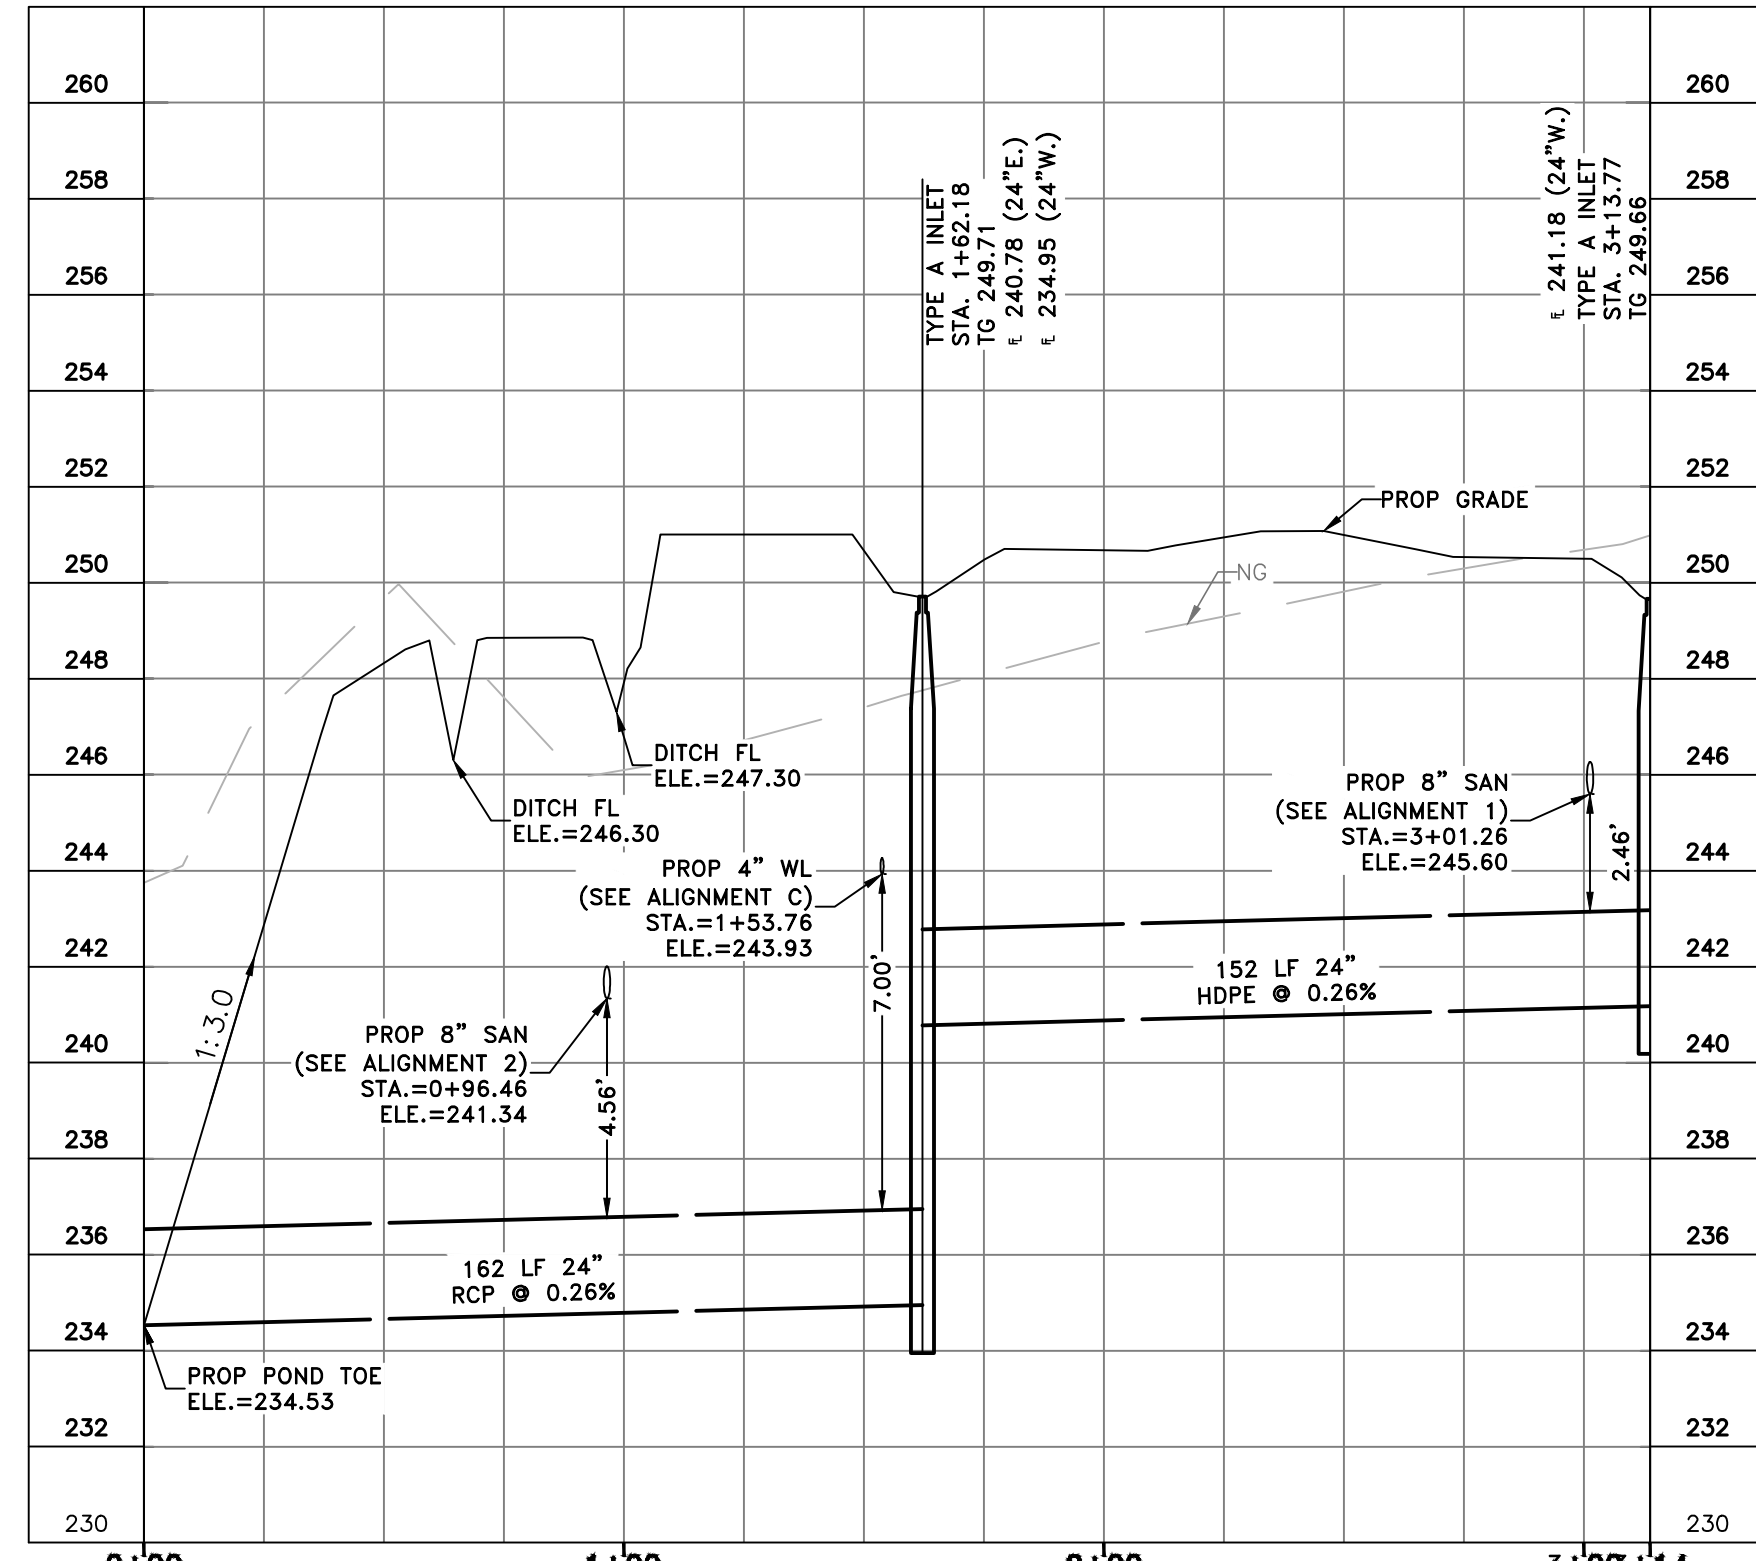 260
258
256
254
252
250
248
246
244
242
240
238
236
234
232
230
260
258
256
254
252
250
248
246
244
242
240
238
236
234
232
230
TYPE A INLET
STA. 1+62.18
TG 249.71
FL 240.78 (24"E.)
FL 234.95 (24"W.)
FL 241.18 (24"W.)
TYPE A INLET
STA. 3+13.77
TG 249.66
PROP GRADE
NG
DITCH FL
ELE.=247.30
DITCH FL
ELE.=246.30
PROP 4" WL
(SEE ALIGNMENT C)
STA.=1+53.76
ELE.=243.93
7.00'
PROP 8" SAN
(SEE ALIGNMENT 1)
STA.=3+01.26
ELE.=245.60
2.46'
152 LF 24"
HDPE @ 0.26%
1:3.0
PROP 8" SAN
(SEE ALIGNMENT 2)
STA.=0+96.46
ELE.=241.34
4.56'
162 LF 24"
RCP @ 0.26%
PROP POND TOE
ELE.=234.53